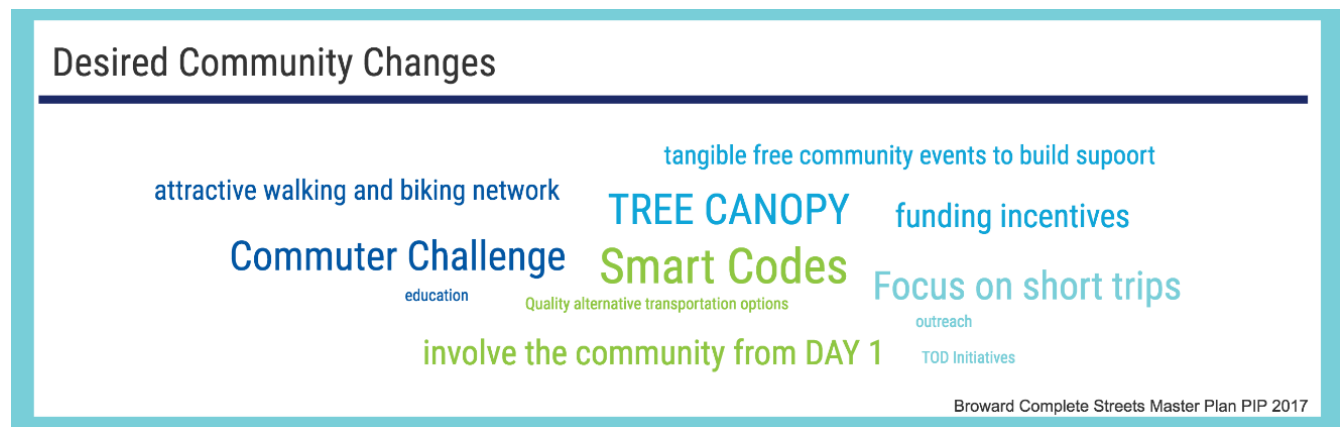 Desired Community Changes
tangible free community events to build supoort
attractive walking and biking network
TREE CANOPY
funding incentives
Commuter Challenge
Smart Codes
Focus on short trips
education
Quality alternative transportation options
outreach
involve the community from DAY 1
TOD Initiatives
Broward Complete Streets Master Plan PIP 2017